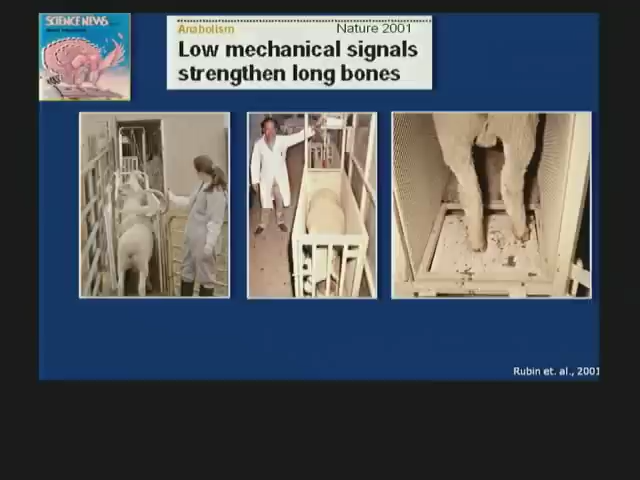 SCIENCE NEWS
Anabolism
Nature 2001
Low mechanical signals
strengthen long bones
Rubin et. al., 2001